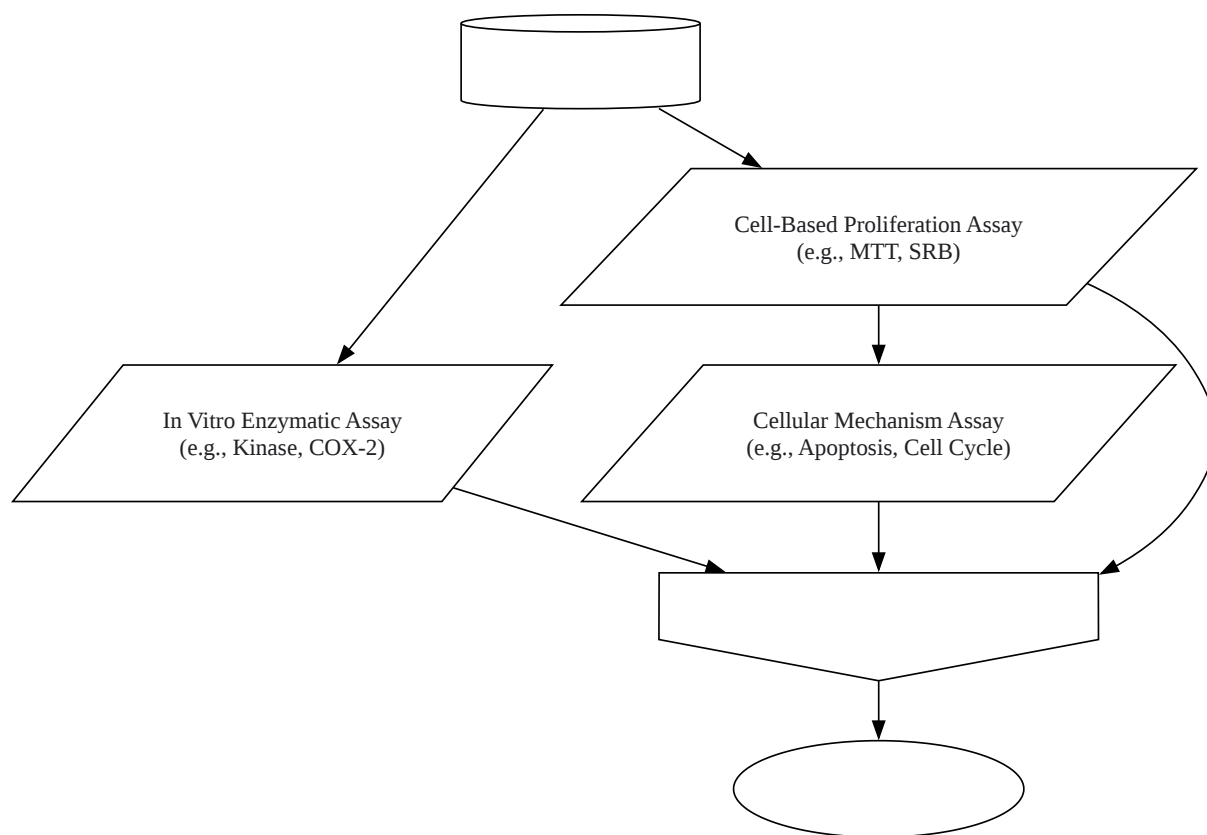 Cell-Based Proliferation Assay
(e.g., MTT, SRB)
In Vitro Enzymatic Assay
(e.g., Kinase, COX-2)
Cellular Mechanism Assay
(e.g., Apoptosis, Cell Cycle)